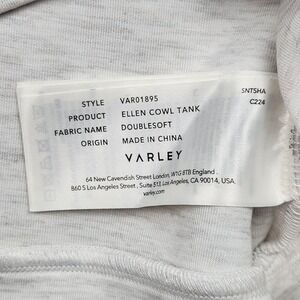 STYLE VAR01895
PRODUCT ELLEN COWL TANK
FABRIC NAME DOUBLESOFT
ORIGIN MADE IN CHINA
SNTSHA
C224
VARLEY
64 New Cavendish Street London, W1G 8TB England .
860 S Los Angeles Street , Suite 313, Los Angeles, CA 90014, USA.
varley.com